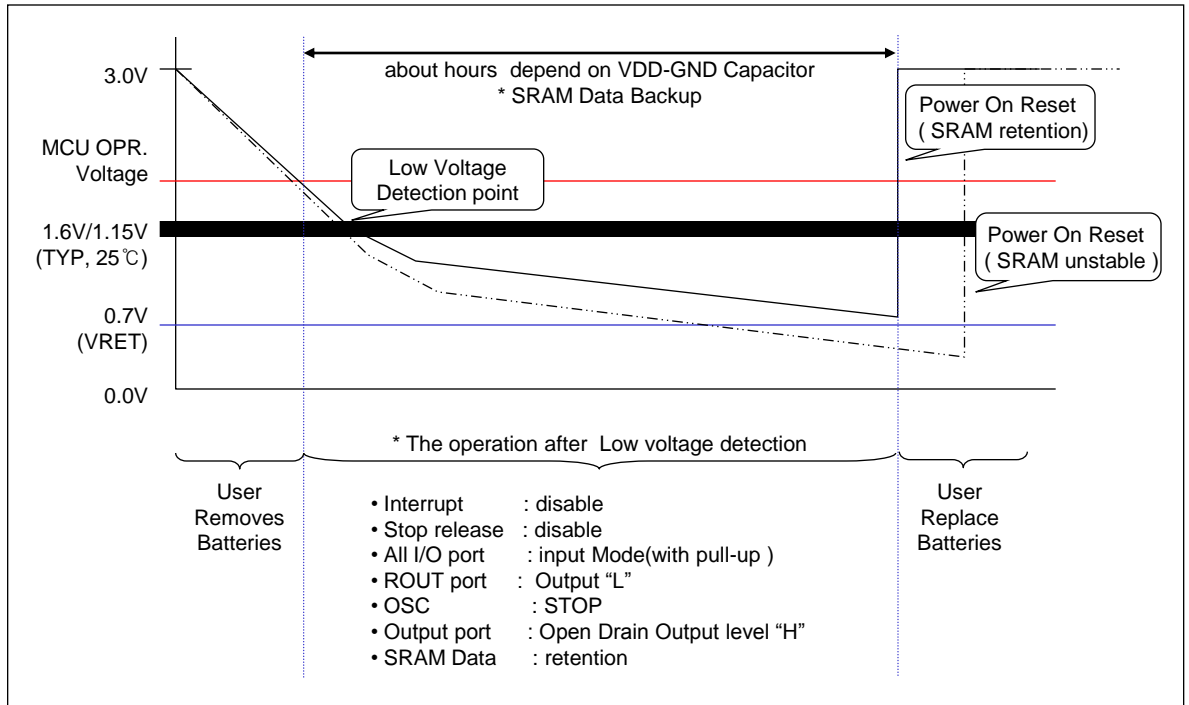 about hours depend on VDD-GND Capacitor
* SRAM Data Backup
3.0V
Power On Reset
( SRAM retention)
MCU OPR.
Voltage
Low Voltage
Detection point
1.6V/1.15V
(TYP, 25℃)
Power On Reset
( SRAM unstable )
0.7V
(VRET)
0.0V
* The operation after Low voltage detection
User
Removes
Batteries
• Interrupt : disable
• Stop release : disable
• All I/O port : input Mode(with pull-up )
• ROUT port : Output “L”
• OSC : STOP
• Output port : Open Drain Output level “H”
• SRAM Data : retention
User
Replace
Batteries